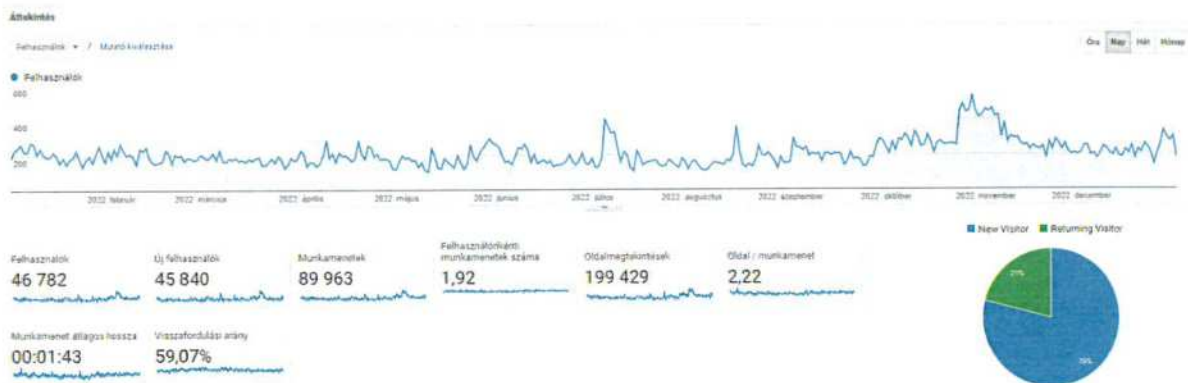 Áttekintés
Felhasználók / Mutató kiválasztása
Óra Nap Hét Hónap
Felhasználók
600
400
200
2022. február 2022. március 2022. április 2022. május 2022. június 2022. július 2022. augusztus 2022. szeptember 2022. október 2022. november 2022. december
New Visitor Returning Visitor
Felhasználók
46 782
Új felhasználók
45 840
Munkamenetek
89 963
Felhasználónkénti
munkamenetek száma
1,92
Oldalmegtekintések
199 429
Oldal / munkamenet
2,22
21%
79%
Munkamenet átlagos hossza
00:01:43
Visszafordulási arány
59,07%